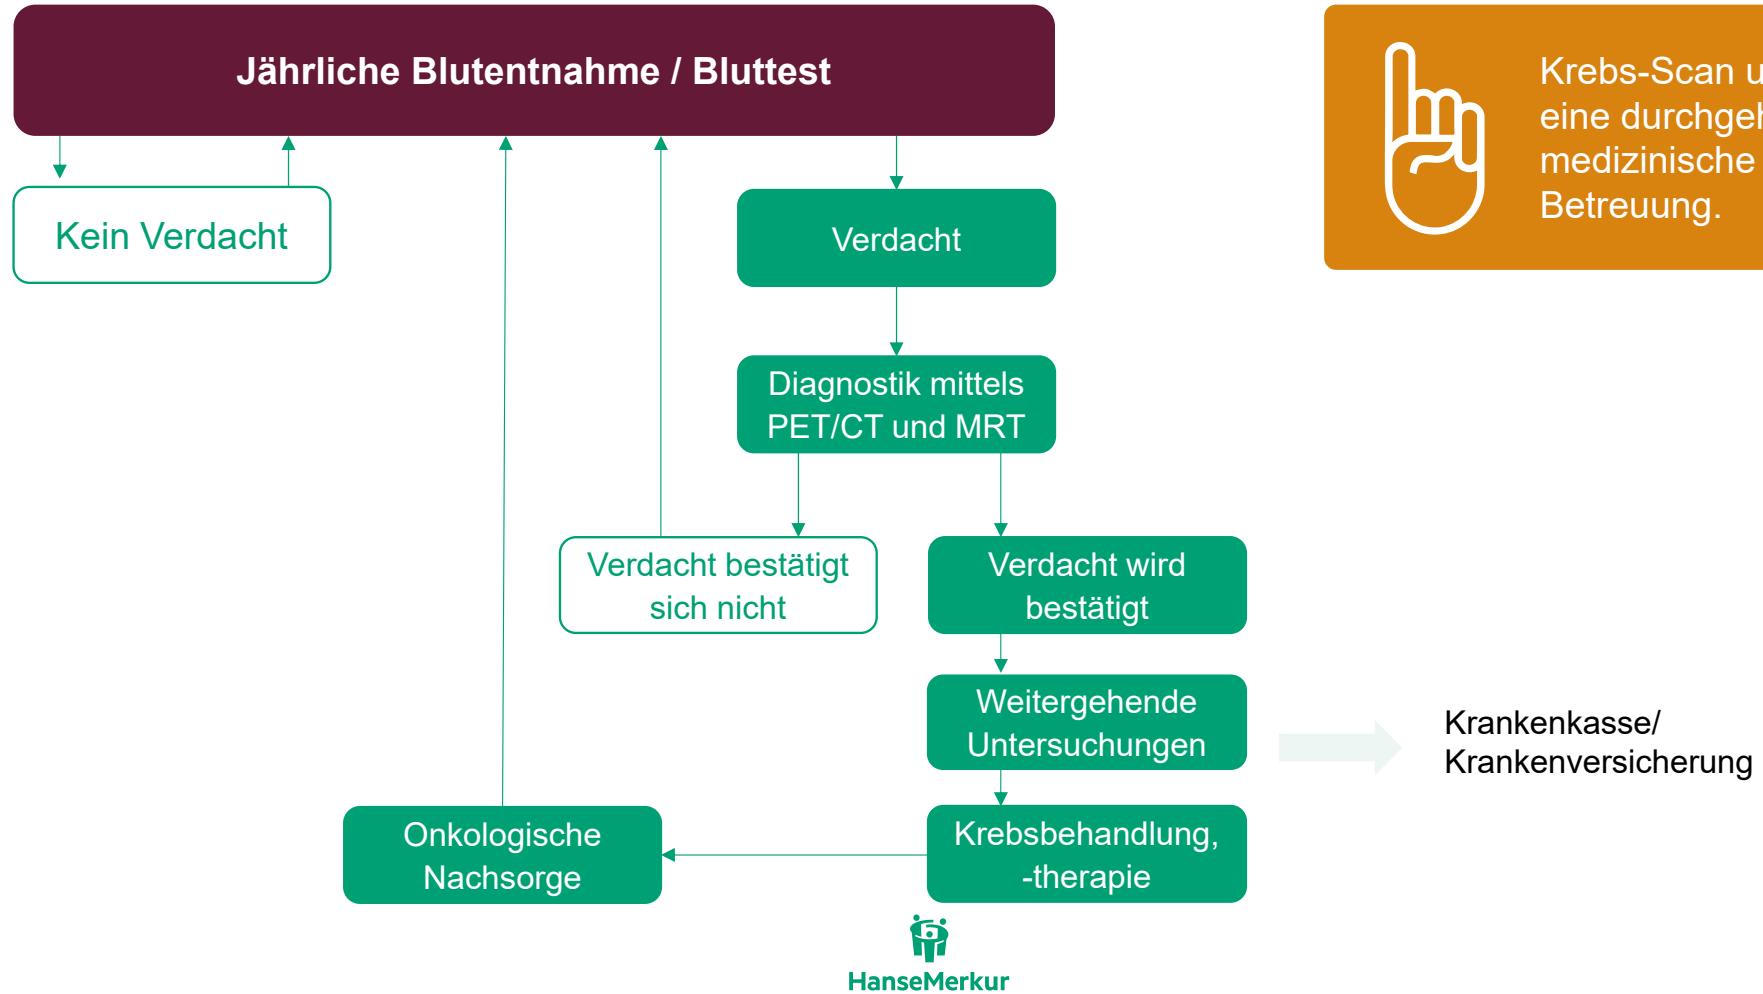 Jährliche Blutentnahme / Bluttest
Krebs-Scan
eine
medizinische
Betreuung.
Kein Verdacht
Verdacht
Diagnostik mittels
PET/CT und MRT
Verdacht bestätigt
sich nicht
Verdacht wird
bestätigt
Weitergehende
Untersuchungen
Krankenkasse/
Krankenversicherung
Onkologische
Nachsorge
Krebsbehandlung,
-therapie
HanseMerkur